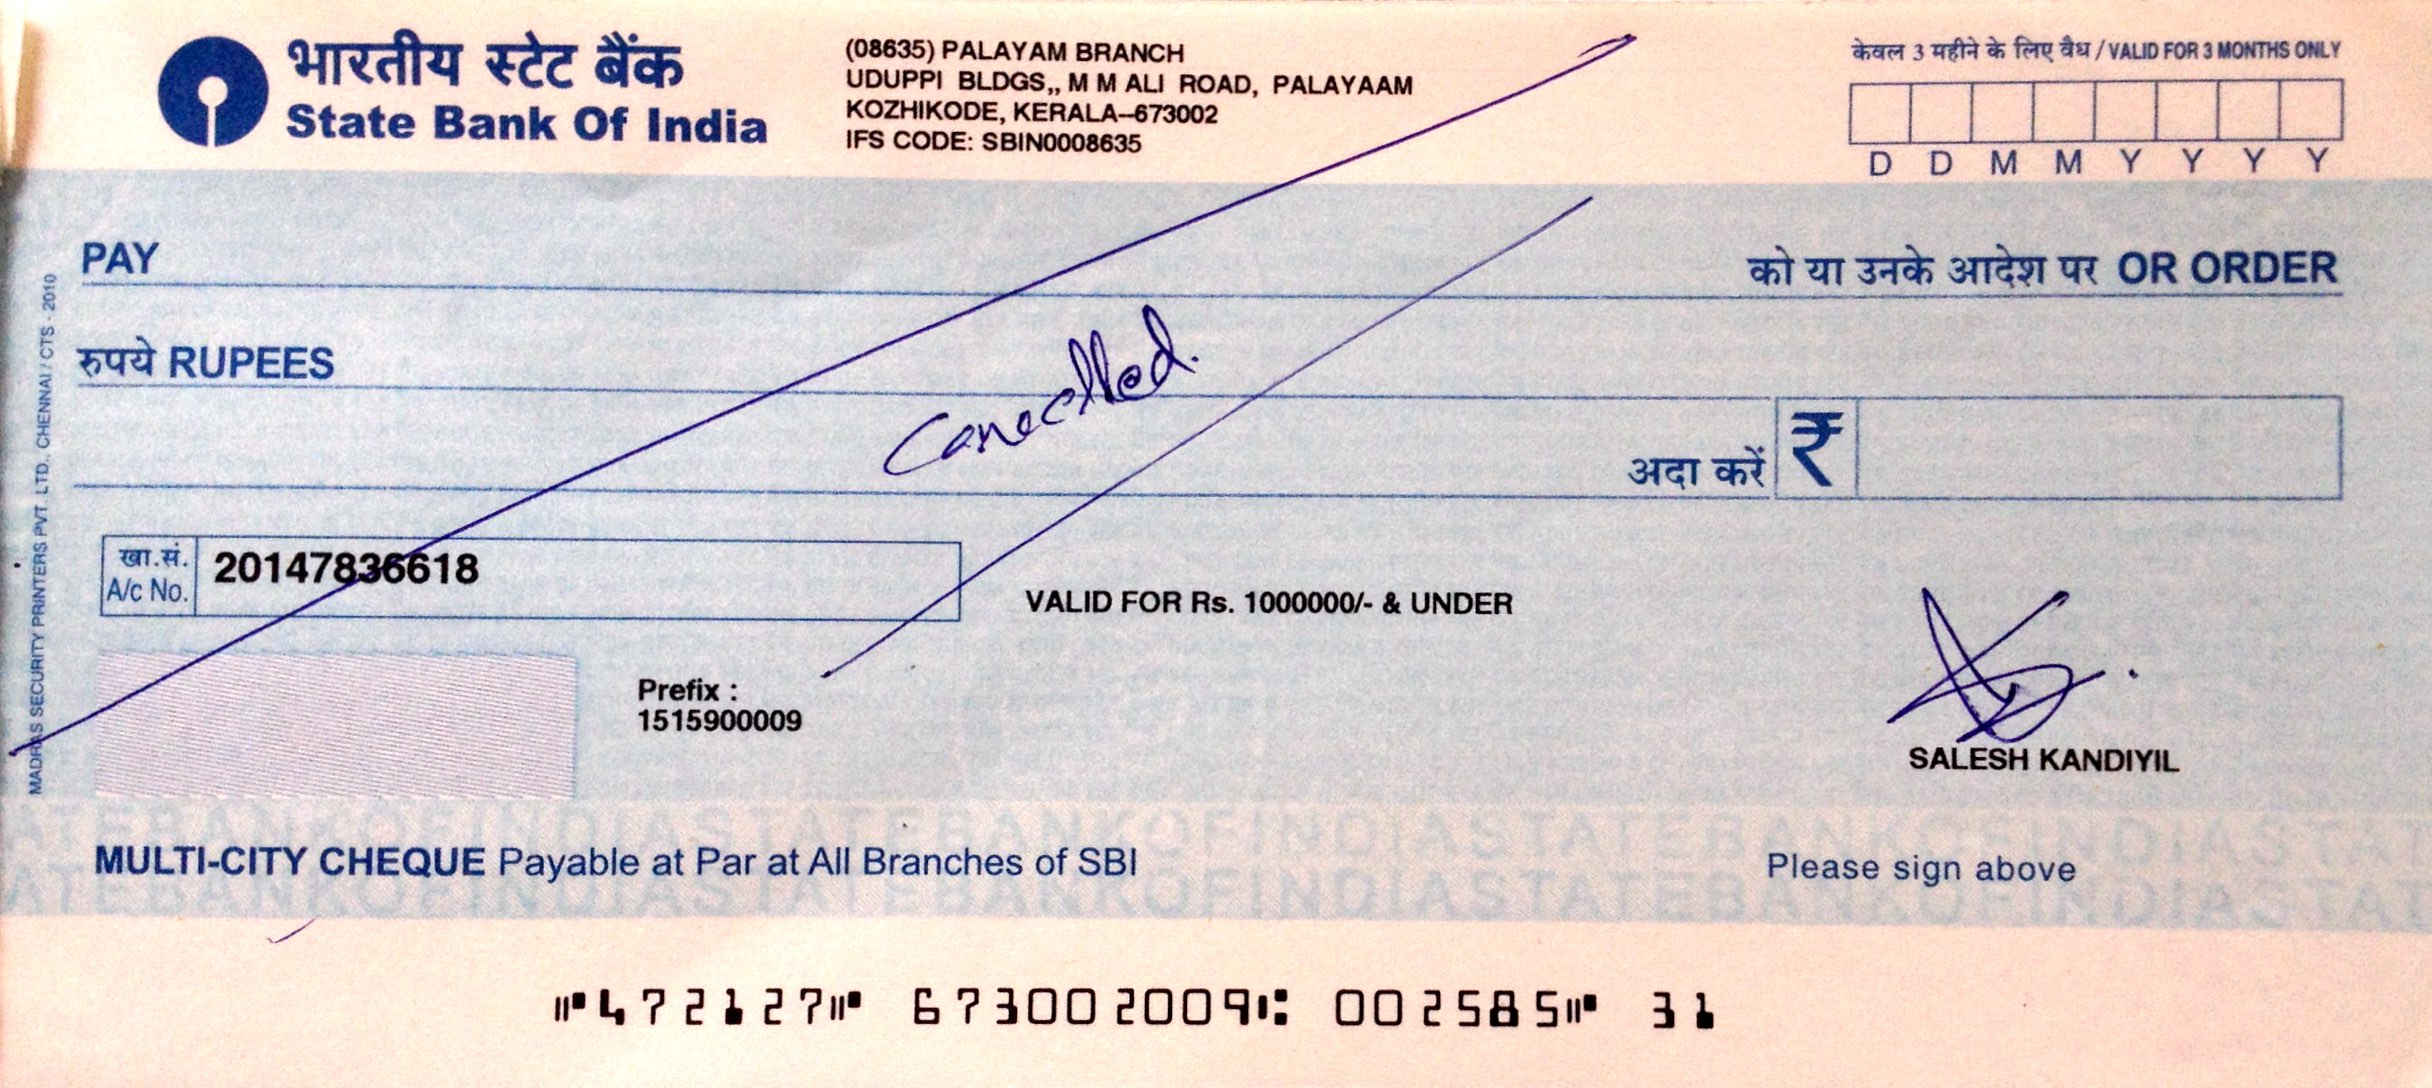 भारतीय स्टेट बैंक
State Bank Of India
(08635) PALAYAM BRANCH
UDUPPI BLDGS,, M M ALI ROAD, PALAYAAM
KOZHIKODE, KERALA--673002
IFS CODE: SBIN0008635
केवल 3 महीने के लिए वैध / VALID FOR 3 MONTHS ONLY
D D M M Y Y Y Y
PAY
को या उनके आदेश पर OR ORDER
रुपये RUPEES
Cancelled.
अदा करें ₹
खा.सं.
A/c No.
20147836618
VALID FOR Rs. 1000000/- & UNDER
Prefix :
1515900009
SALESH KANDIYIL
MADRAS SECURITY PRINTERS PVT. LTD., CHENNAI / CTS - 2010
ATEBANKOFINDIASTATEBANKOFINDIASTATEBANKOFINDIASTAT
MULTI-CITY CHEQUE Payable at Par at All Branches of SBI
Please sign above
ATEBANKOFINDIASTATEBANKOFINDIASTATEBANKOFINDIASTAT
⑈472127⑈ 673002009⑆ 002585⑈ 31